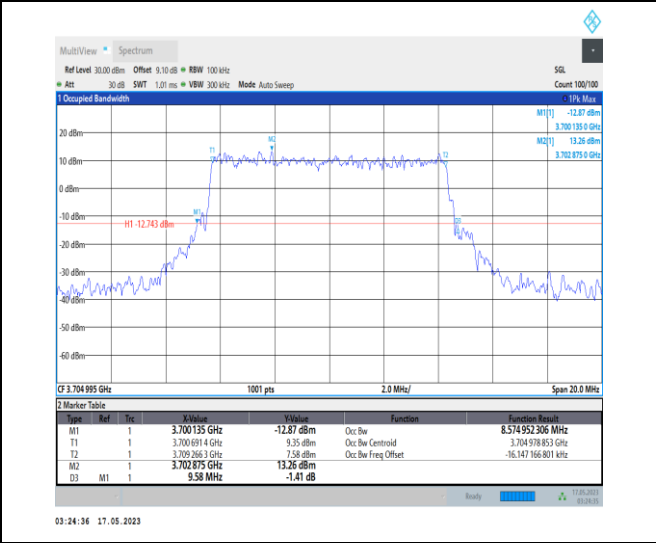 MultiView Spectrum
Ref Level 30.00 dBm Offset 9.10 dB RBW 100 kHz SGL
Att 30 dB SWT 1.01 ms VBW 300 kHz Mode Auto Sweep Count 100/100
1 Occupied Bandwidth 1Pk Max
M1[1] -12.87 dBm
3.700 135 0 GHz
M2[1] 13.26 dBm
3.702 875 0 GHz
20 dBm
M2
T1
T2
10 dBm
0 dBm
-10 dBm
M1
D3
H1 -12.743 dBm
-20 dBm
-30 dBm
-40 dBm
-50 dBm
-60 dBm
CF 3.704 995 GHz 1001 pts 2.0 MHz/ Span 20.0 MHz
2 Marker Table
Type Ref Trc X-Value Y-Value Function Function Result
M1 1 3.700 135 GHz -12.87 dBm Occ Bw 8.574 952 306 MHz
T1 1 3.700 691 4 GHz 9.35 dBm Occ Bw Centroid 3.704 978 853 GHz
T2 1 3.709 266 3 GHz 7.58 dBm Occ Bw Freq Offset -16.147 166 801 kHz
M2 1 3.702 875 GHz 13.26 dBm
D3 M1 1 9.58 MHz -1.41 dB
Ready 17.05.2023
03:24:35
03:24:36 17.05.2023